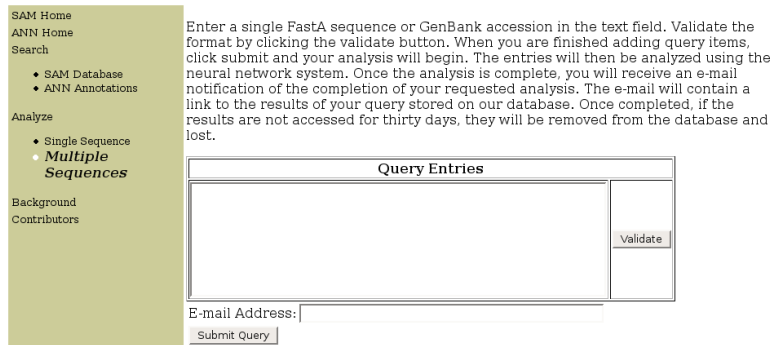 SAM Home
ANN Home
Search
SAM Database
ANN Annotations
Analyze
Single Sequence
Multiple
Sequences
Background
Contributors
Enter a single FastA sequence or GenBank accession in the text field. Validate the
format by clicking the validate button. When you are finished adding query items,
click submit and your analysis will begin. The entries will then be analyzed using the
neural network system. Once the analysis is complete, you will receive an e-mail
notification of the completion of your requested analysis. The e-mail will contain a
link to the results of your query stored on our database. Once completed, if the
results are not accessed for thirty days, they will be removed from the database and
lost.
Query Entries
Validate
E-mail Address:
Submit Query